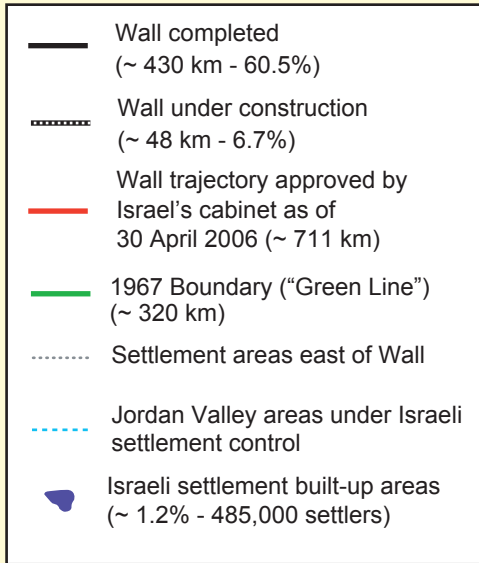 Wall completed
(~ 430 km - 60.5%)
Wall under construction
(~ 48 km - 6.7%)
Wall trajectory approved by
Israel's cabinet as of
30 April 2006 (~ 711 km)
1967 Boundary (“Green Line”)
(~ 320 km)
Settlement areas east of Wall
Jordan Valley areas under Israeli
settlement control
Israeli settlement built-up areas
(~ 1.2% - 485,000 settlers)